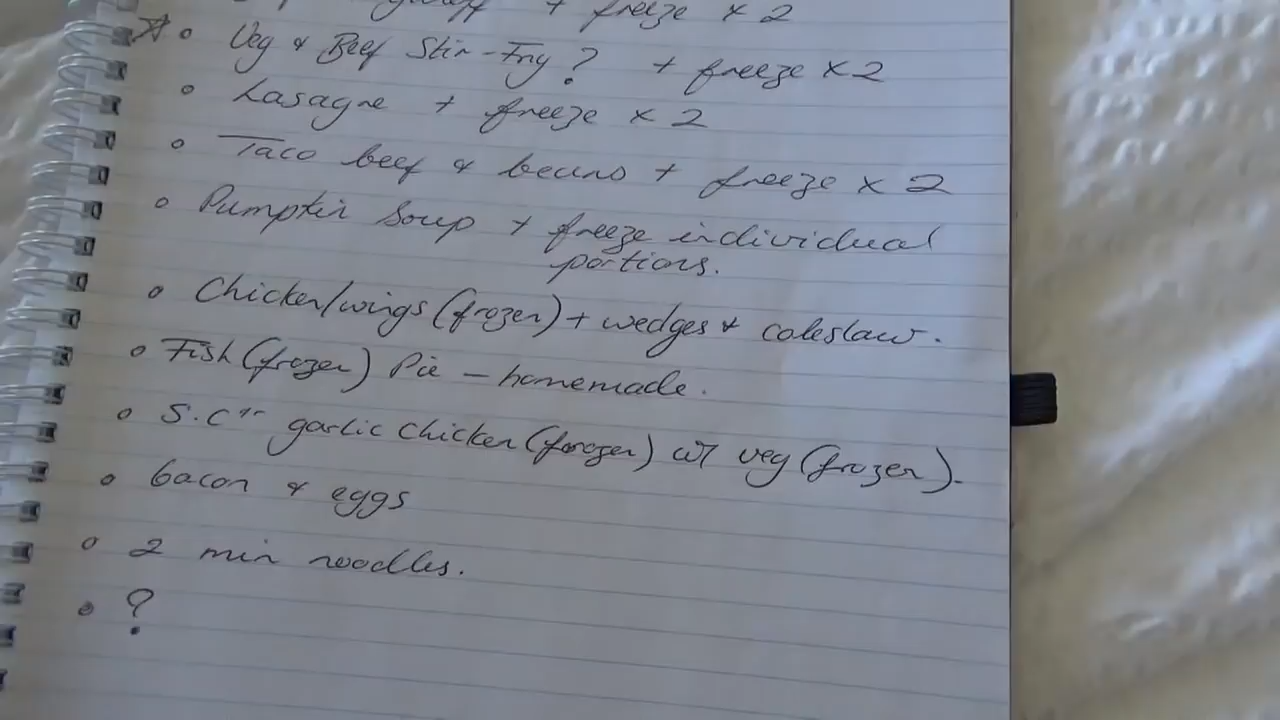 + freeze x 2
Veg & Beef Stir-Fry? + freeze x 2
Lasagne + freeze x 2
Taco beef & beans + freeze x 2
Pumpkin Soup + freeze individual
portions.
Chicken/wings (frozen) + wedges & coleslaw.
Fish (frozen) Pie - homemade.
garlic chicken (frozen) w/ veg (frozen).
bacon & eggs
2 min noodles.
?